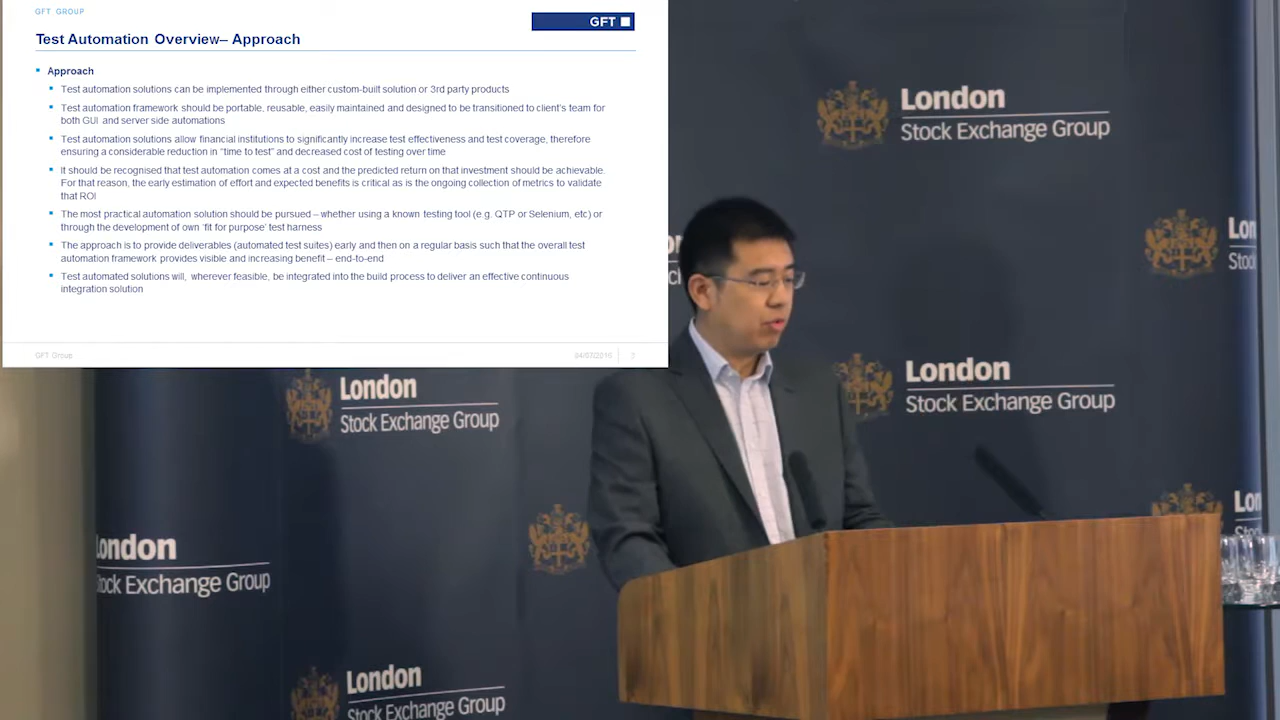 GFT GROUP
GFT
Test Automation Overview– Approach
Approach
Test automation solutions can be implemented through either custom-built solution or 3rd party products
Test automation framework should be portable, reusable, easily maintained and designed to be transitioned to client's team for
both GUI and server side automations
Test automation solutions allow financial institutions to significantly increase test effectiveness and test coverage, therefore
ensuring a considerable reduction in "time to test" and decreased cost of testing over time
It should be recognised that test automation comes at a cost and the predicted return on that investment should be achievable.
For that reason, the early estimation of effort and expected benefits is critical as is the ongoing collection of metrics to validate
that ROI
The most practical automation solution should be pursued – whether using a known testing tool (e.g. QTP or Selenium, etc) or
through the development of own 'fit for purpose' test harness
The approach is to provide deliverables (automated test suites) early and then on a regular basis such that the overall test
automation framework provides visible and increasing benefit – end-to-end
Test automated solutions will, wherever feasible, be integrated into the build process to deliver an effective continuous
integration solution
GFT Group
04/07/2016
3
London
Stock Exchange Group
Lon
Stock
London
Stock Exchange Group
London
Stock Exchange Group
Lon
Stock
London
Stock Exchange Group
London
Stock Exchange Group